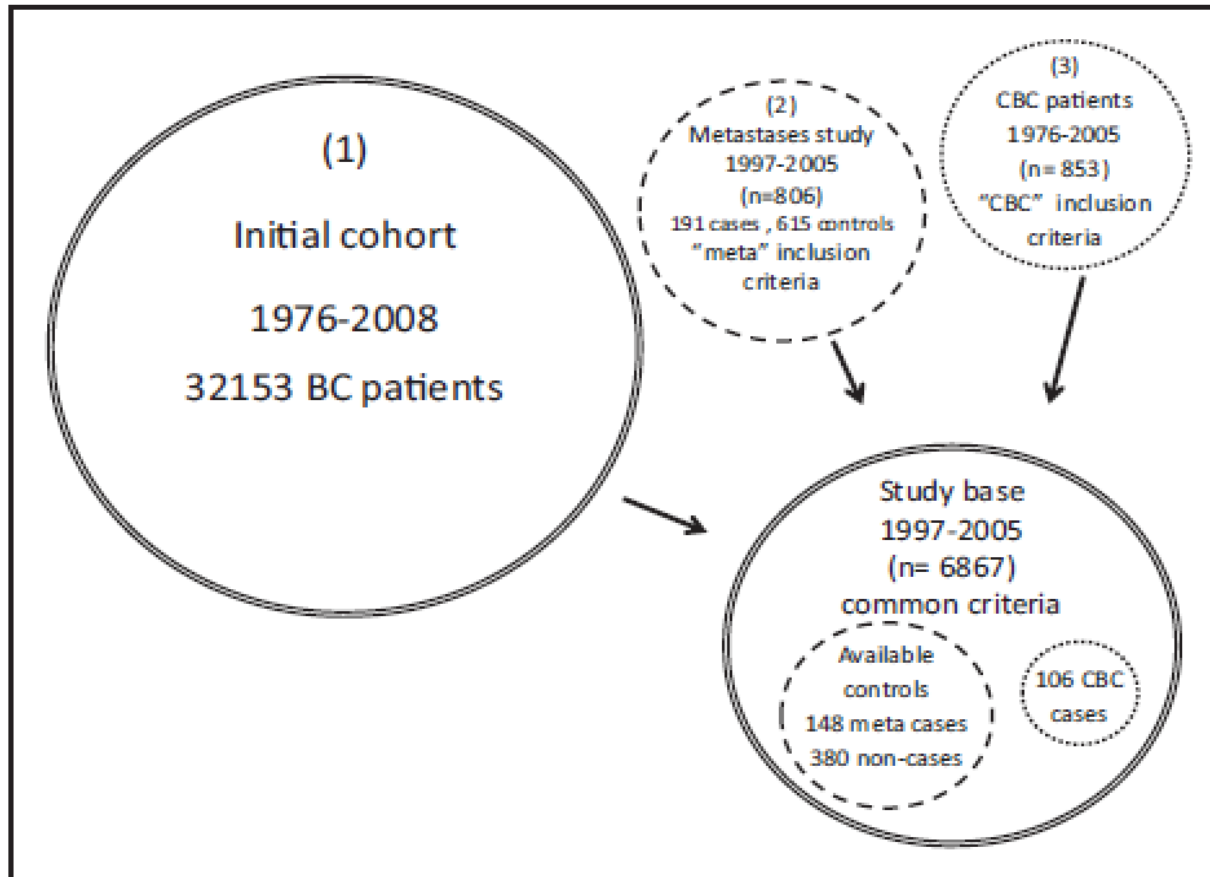 (1)
Initial cohort
1976-2008
32153 BC patients
(2)
Metastases study
1997-2005
(n=806)
191 cases , 615 controls
“meta” inclusion
criteria
(3)
CBC patients
1976-2005
(n= 853)
“CBC” inclusion
criteria
Study base
1997-2005
(n= 6867)
common criteria
Available
controls
148 meta cases
380 non-cases
106 CBC
cases